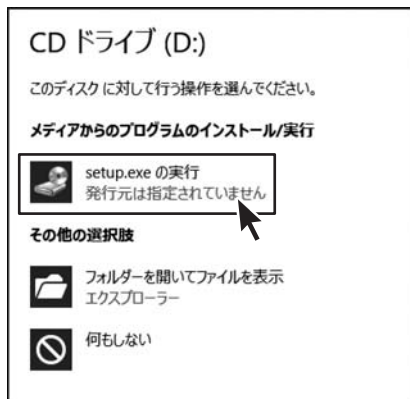 CD ドライブ (D:)
このディスク に対して行う操作を選んでください。
メディアからのプログラムのインストール/実行
setup.exe の実行
発行元は指定されていません
その他の選択肢
フォルダーを開いてファイルを表示
エクスプローラー
何もしない